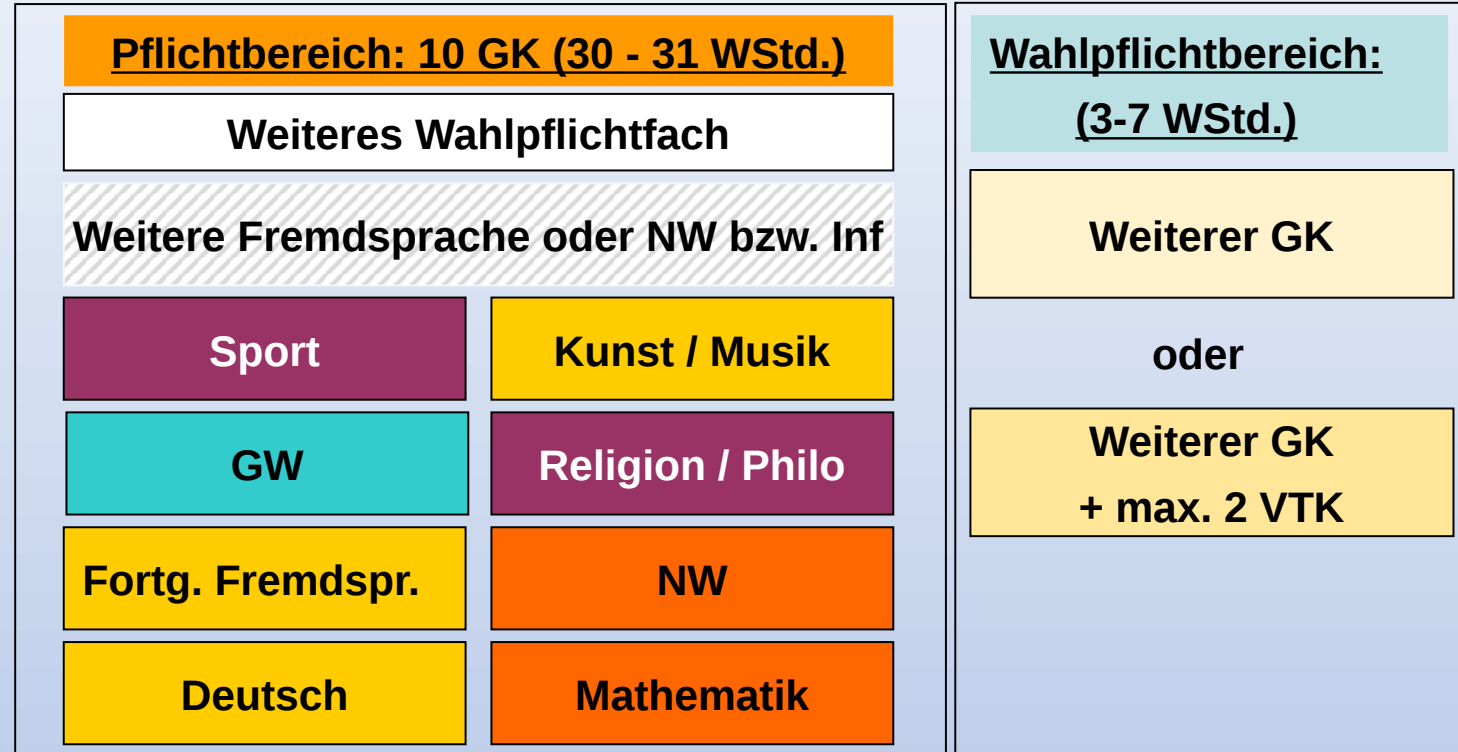 Pflichtbereich: 10 GK (30 - 31 WStd.)
Weiteres Wahlpflichtfach
Weitere Fremdsprache oder NW bzw. Inf
Sport
Kunst / Musik
GW
Religion / Philo
Fortg. Fremdspr.
NW
Deutsch
Mathematik
Wahlpflichtbereich:
(3-7 WStd.)
Weiterer GK
oder
Weiterer GK
+ max. 2 VTK